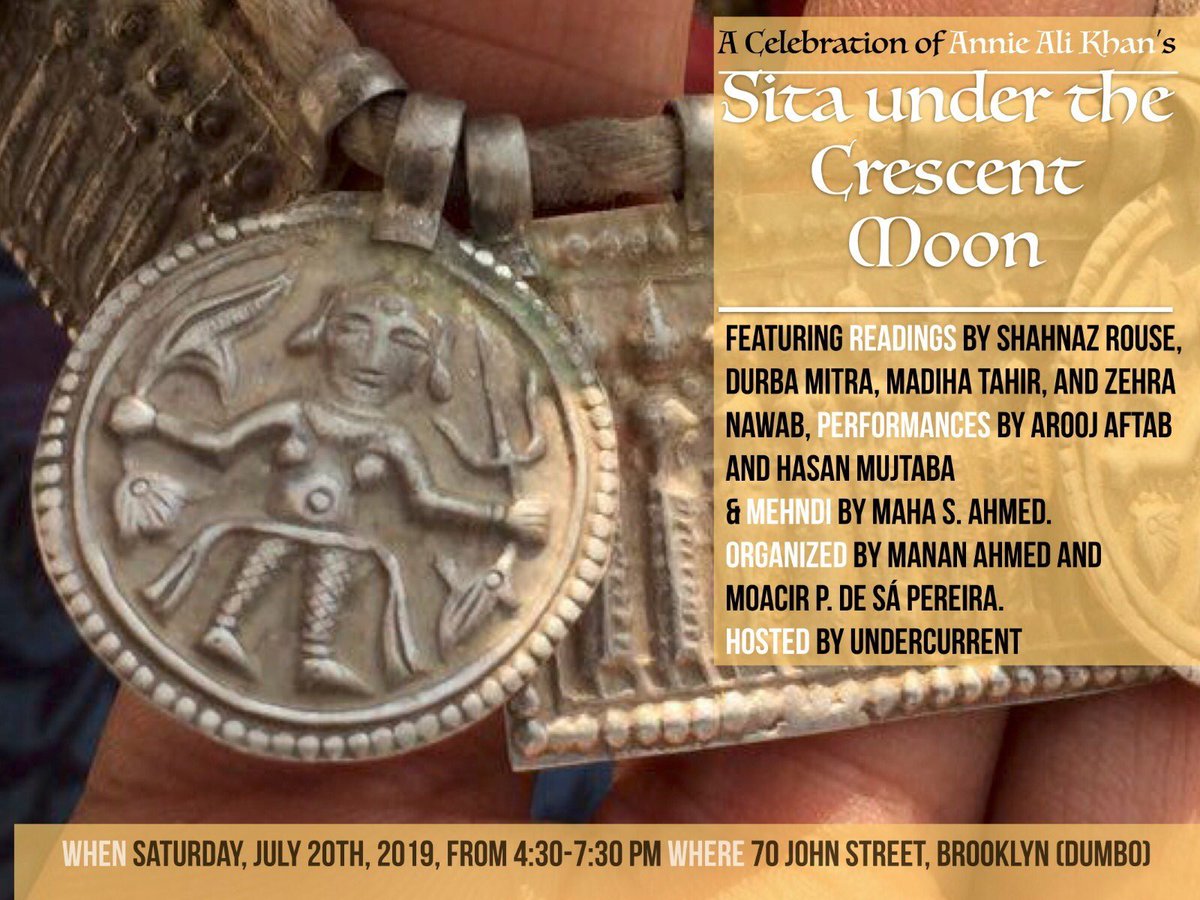 A Celebration of Annie Ali Khan's
Sita under the
Crescent
Moon
FEATURING READINGS BY SHAHNAZ ROUSE,
DURBA MITRA, MADIHA TAHIR, AND ZEHRA
NAWAB, PERFORMANCES BY AROOJ AFTAB
AND HASAN MUJTABA
& MEHNDI BY MAHA S. AHMED.
ORGANIZED BY MANAN AHMED AND
MOACIR P. DE SÁ PEREIRA.
HOSTED BY UNDERCURRENT
WHEN SATURDAY, JULY 20TH, 2019, FROM 4:30-7:30 PM WHERE 70 JOHN STREET, BROOKLYN (DUMBO)